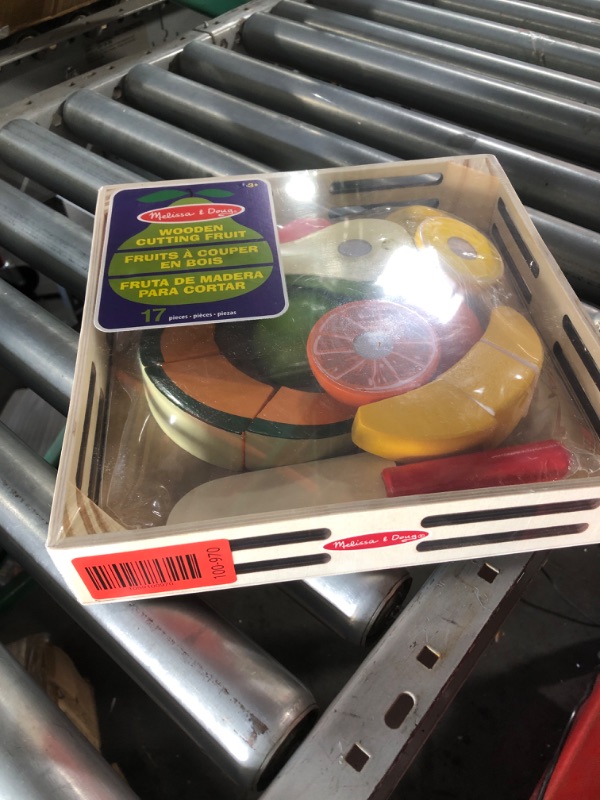 Melissa & Doug
WOODEN
CUTTING FRUIT
FRUITS À COUPER
EN BOIS
FRUTA DE MADERA
PARA CORTAR
17 pieces • pièces • piezas
Melissa & Doug
100-970